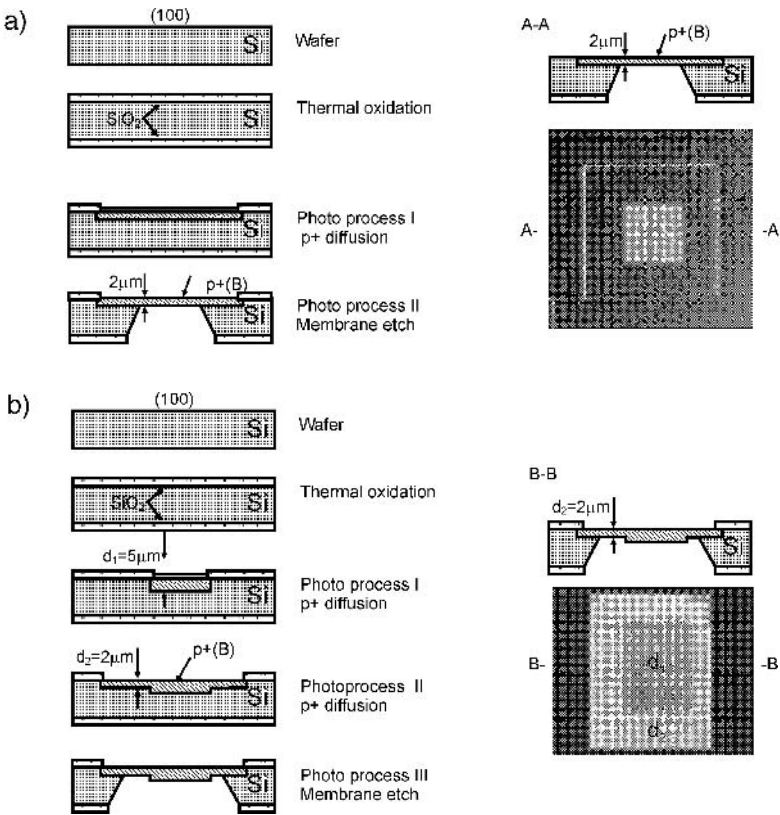 a)
(100)
Si
Wafer
SiO₂
Si
Thermal oxidation
Si
Photo process I
p+ diffusion
2μm
p+(B)
Si
Photo process II
Membrane etch
A-A
2μm
p+(B)
Si
A-
-A
b)
(100)
Si
Wafer
SiO₂
Si
Thermal oxidation
d₁=5μm
Si
Photo process I
p+ diffusion
d₂=2μm
p+(B)
Si
Photoprocess II
p+ diffusion
Si
Photo process III
Membrane etch
B-B
d₂=2μm
Si
B-
-B